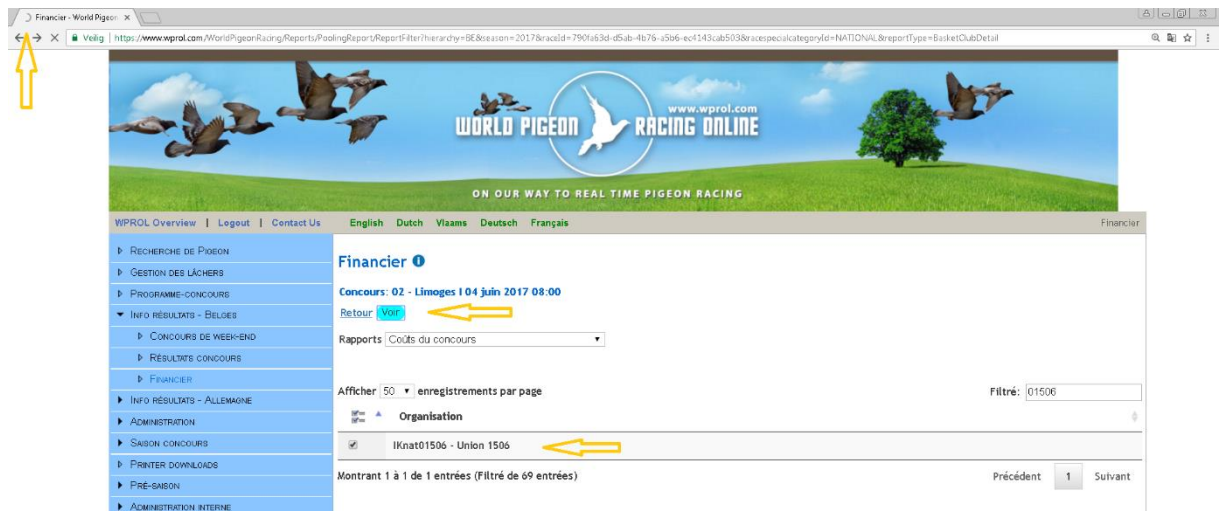 Financier - World Pigeon
Veilig | https://www.wprol.com/WorldPigeonRacing/Reports/PoolingReport/ReportFilter?hierarchy=BE&season=2017&raceId=790fa63d-d5ab-4b76-a5b6-ec4143cab503&racespecialcategoryId=NATIONAL&reportType=BasketClubDetail
www.wprol.com
WORLD PIGEON RACING ONLINE
ON OUR WAY TO REAL TIME PIGEON RACING
WPROL Overview | Logout | Contact Us English Dutch Vlaams Deutsch Français Financier
Recherche de Pigeon
Gestion des lâchers
Programme-concours
Info résultats - Belges
Concours de week-end
Résultats concours
Financier
Info résultats - Allemagne
Administration
Saison concours
Printer downloads
Pré-saison
Administration interne
Financier
Concours: 02 - Limoges I 04 juin 2017 08:00
Retour Voir
Rapports Coûts du concours
Afficher 50 enregistrements par page Filtré: 01506
Organisation
IKnat01506 - Union 1506
Montrant 1 à 1 de 1 entrées (Filtré de 69 entrées) Précédent 1 Suivant